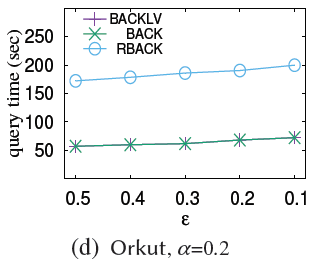 BACKLV
BACK
RBACK
query time (sec)
250
200
150
100
50
0.5 0.4 0.3 0.2 0.1
ε
(d) Orkut, α=0.2